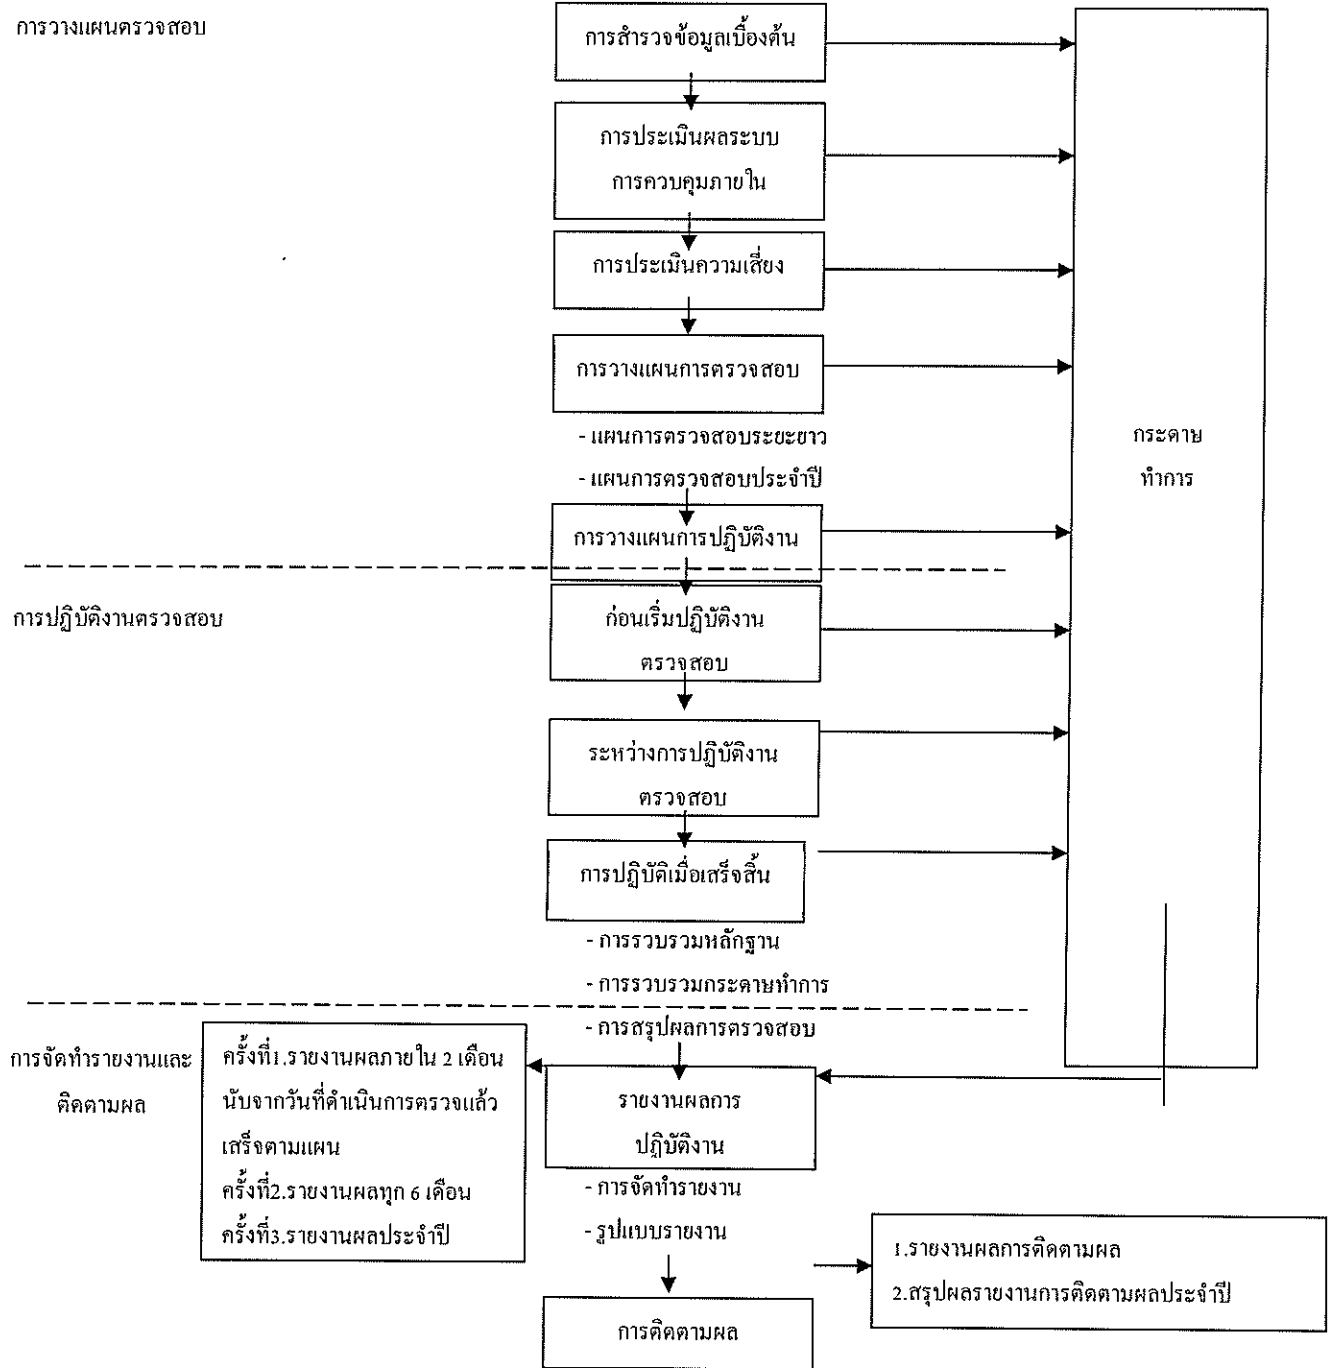 การวางแผนตรวจสอบ
การสำรวจข้อมูลเบื้องต้น
การประเมินผลระบบ
การควบคุมภายใน
การประเมินความเสี่ยง
การวางแผนการตรวจสอบ
- แผนการตรวจสอบระยะยาว
- แผนการตรวจสอบประจำปี
กระดาษ
ทำการ
การวางแผนการปฏิบัติงาน
การปฏิบัติงานตรวจสอบ
ก่อนเริ่มปฏิบัติงาน
ตรวจสอบ
ระหว่างการปฏิบัติงาน
ตรวจสอบ
การปฏิบัติเมื่อเสร็จสิ้น
- การรวบรวมหลักฐาน
- การรวบรวมกระดาษทำการ
- การสรุปผลการตรวจสอบ
การจัดทำรายงานและ
ติดตามผล
ครั้งที่1.รายงานผลภายใน 2 เดือน
นับจากวันที่ดำเนินการตรวจแล้ว
เสร็จตามแผน
ครั้งที่2.รายงานผลทุก 6 เดือน
ครั้งที่3.รายงานผลประจำปี
รายงานผลการ
ปฏิบัติงาน
- การจัดทำรายงาน
- รูปแบบรายงาน
1.รายงานผลการติดตามผล
2.สรุปผลรายงานการติดตามผลประจำปี
การติดตามผล